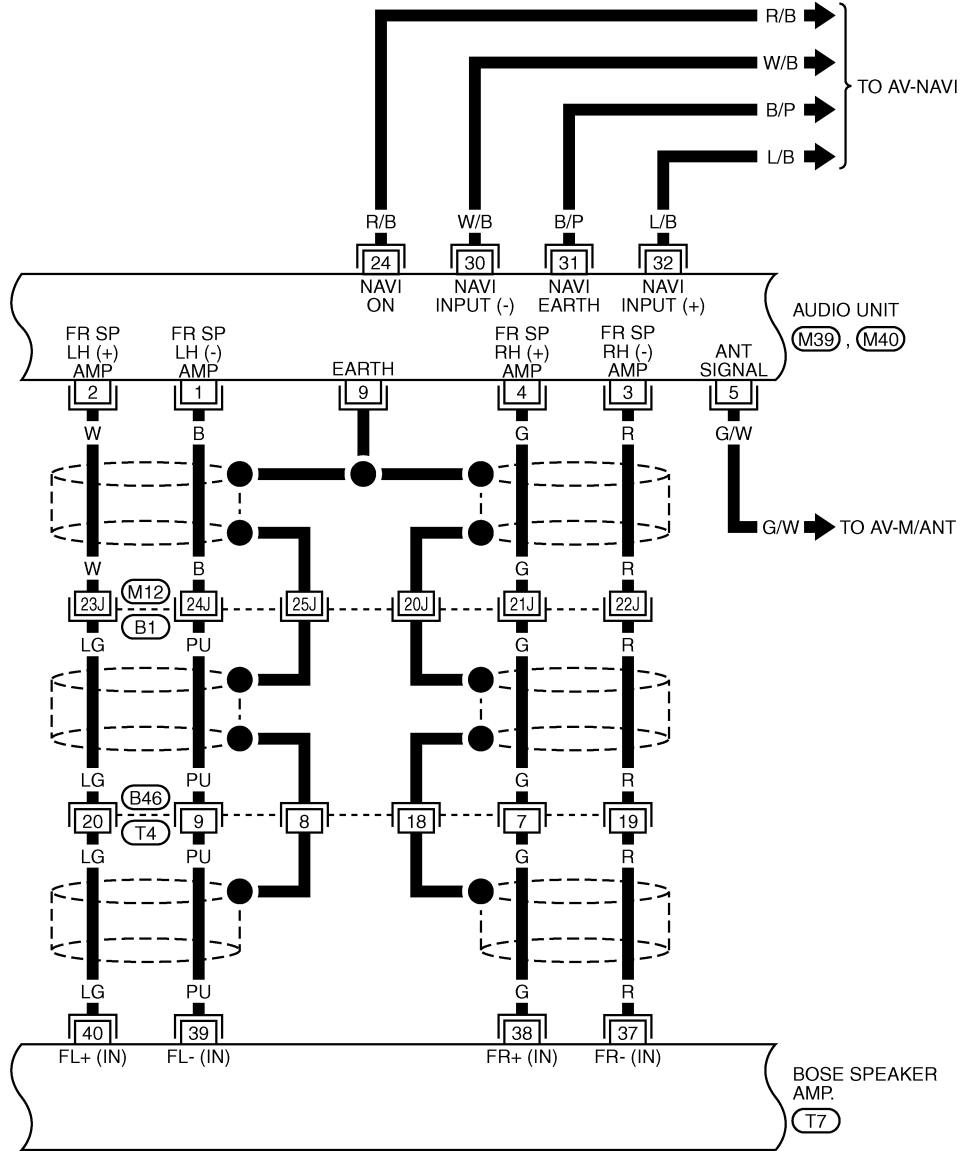 R/B
W/B
TO AV-NAVI
B/P
L/B
R/B W/B B/P L/B
24 30 31 32
NAVI ON
NAVI INPUT (-)
NAVI EARTH
NAVI INPUT (+)
AUDIO UNIT
M39 , M40
FR SP LH (+) AMP
FR SP LH (-) AMP
EARTH
FR SP RH (+) AMP
FR SP RH (-) AMP
ANT SIGNAL
2 1 9 4 3 5
W B G R G/W
G/W TO AV-M/ANT
W B G R
M12
23J 24J 25J 20J 21J 22J
B1
LG PU G R
LG PU G R
B46
20 9 8 18 7 19
T4
LG PU G R
LG PU G R
40 39 38 37
FL+ (IN) FL- (IN) FR+ (IN) FR- (IN)
BOSE SPEAKER
AMP.
T7